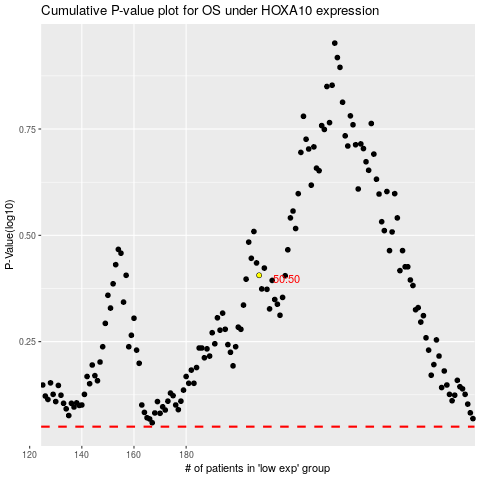 Cumulative P-value plot for OS under HOXA10 expression
P-Value(log10)
0.75
0.50
0.25
50:50
120 140 160 180
# of patients in 'low exp' group